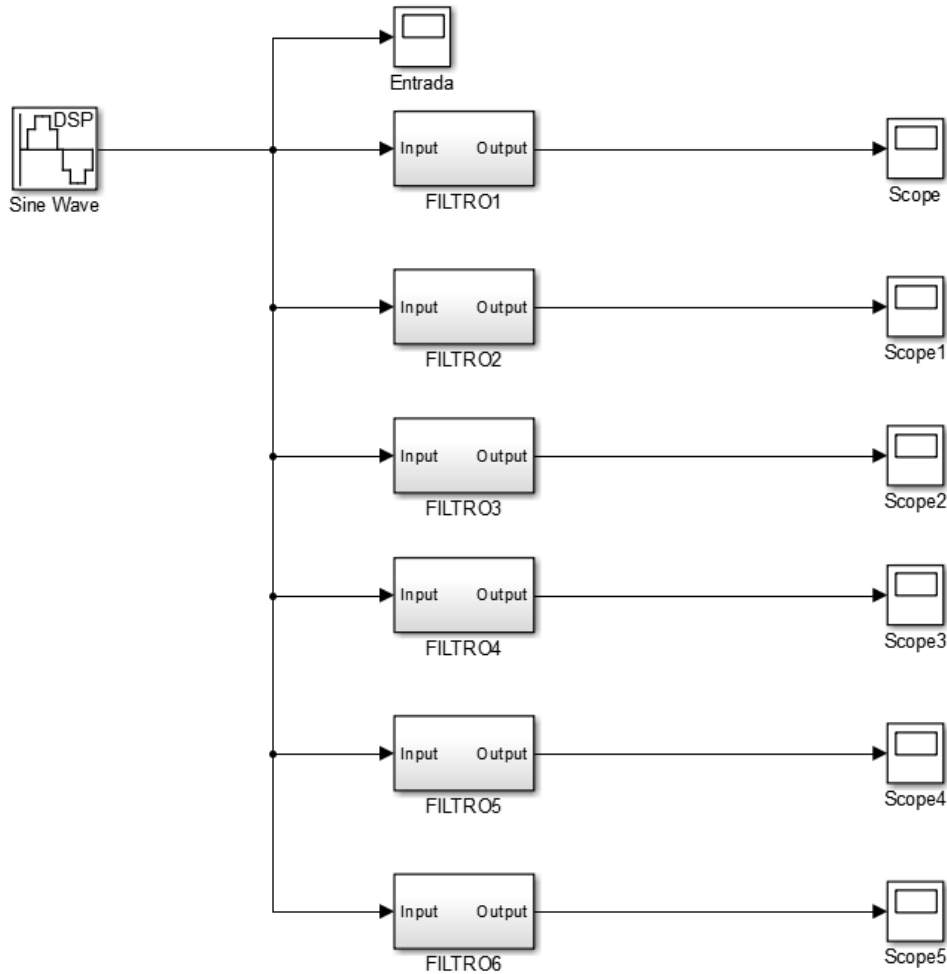 Entrada
DSP
Sine Wave
Input Output
FILTRO1
Scope
Input Output
FILTRO2
Scope1
Input Output
FILTRO3
Scope2
Input Output
FILTRO4
Scope3
Input Output
FILTRO5
Scope4
Input Output
FILTRO6
Scope5